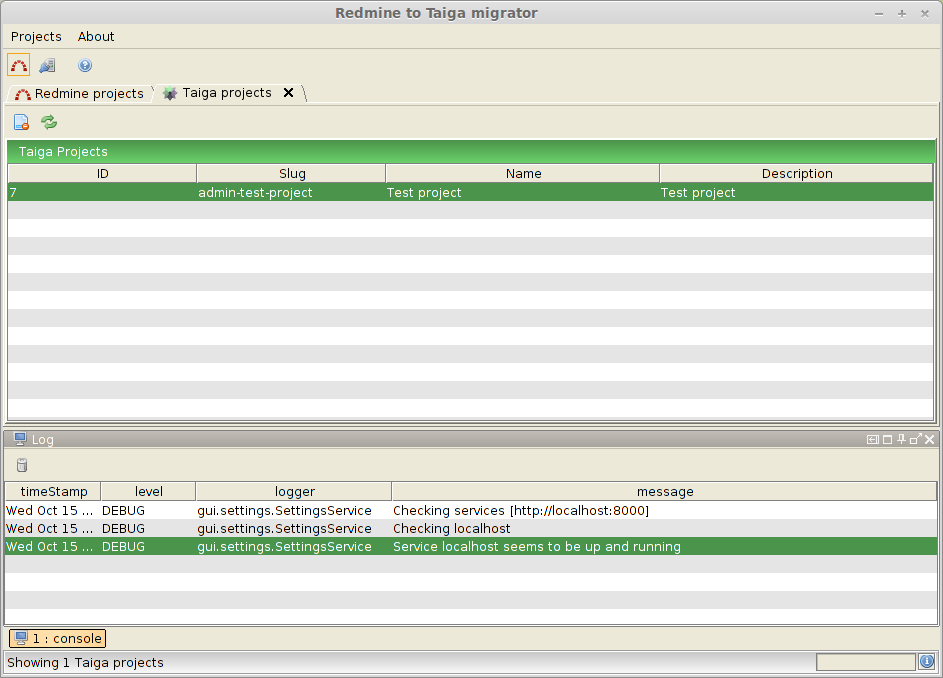 Redmine to Taiga migrator
Projects About
Redmine projects Taiga projects
Taiga Projects
ID Slug Name Description
7 admin-test-project Test project Test project
Log
timeStamp level logger message
Wed Oct 15 ... DEBUG gui.settings.SettingsService Checking services [http://localhost:8000]
Wed Oct 15 ... DEBUG gui.settings.SettingsService Checking localhost
Wed Oct 15 ... DEBUG gui.settings.SettingsService Service localhost seems to be up and running
1 : console
Showing 1 Taiga projects